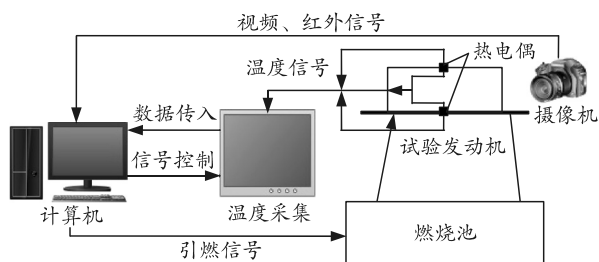 视频、红外信号
热电偶
温度信号
摄像机
数据传入
试验发动机
信号控制
计算机
温度采集
引燃信号
燃烧池